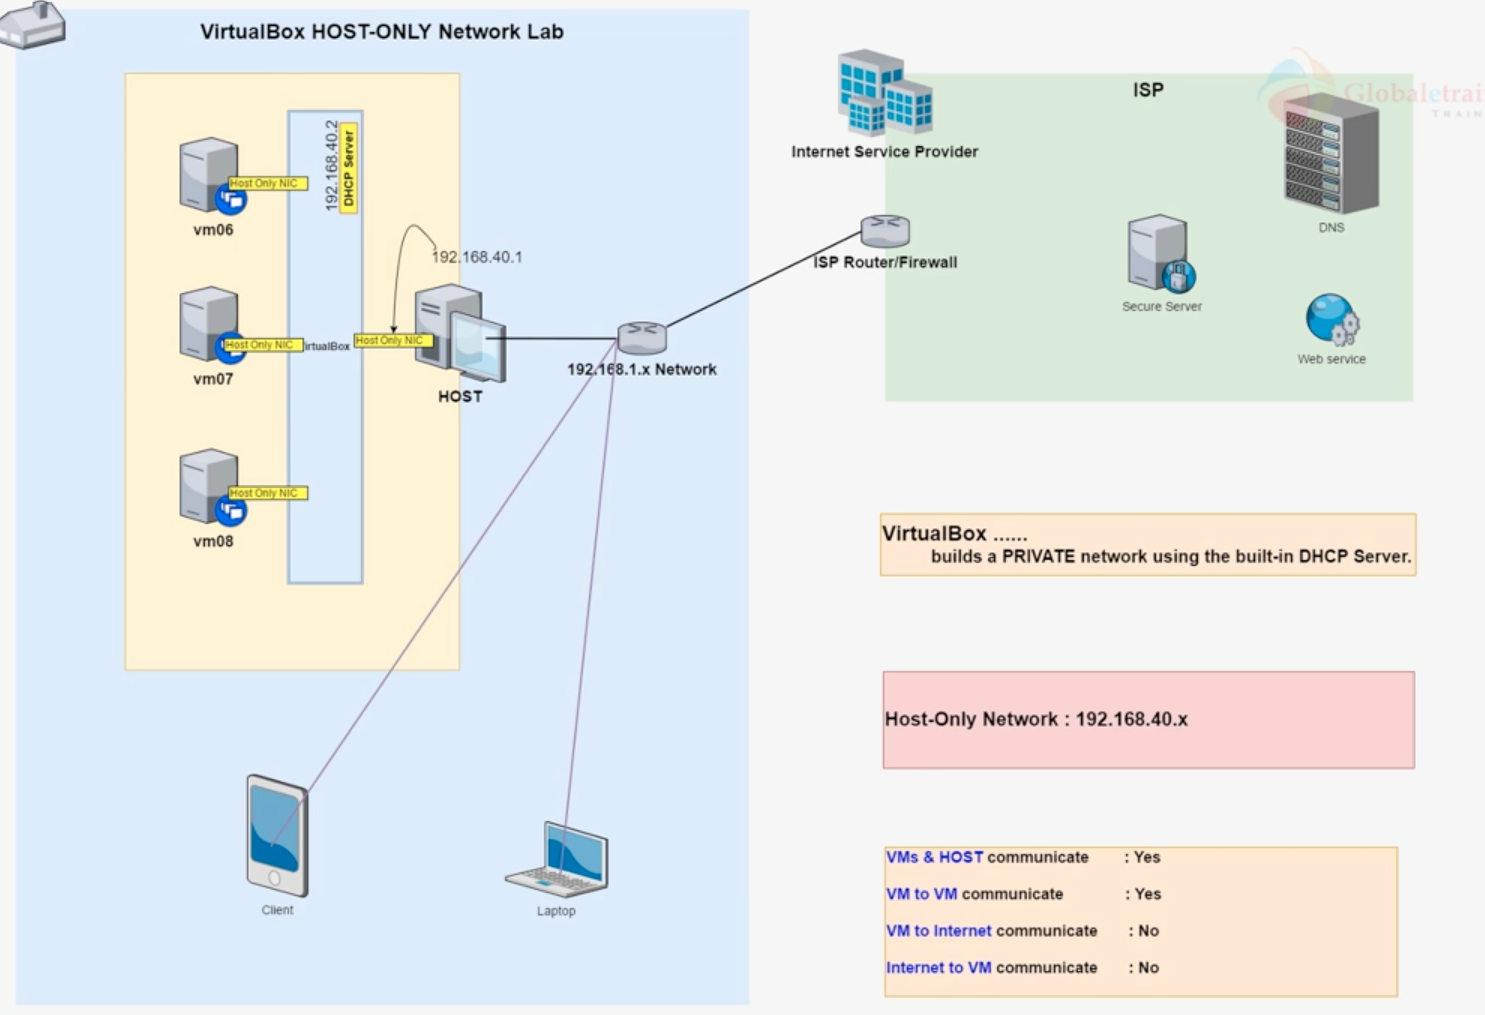 VirtualBox HOST-ONLY Network Lab
192.168.40.2
DHCP Server
Host Only NIC
vm06
192.168.40.1
Host Only NIC
irtualBox
Host Only NIC
vm07
HOST
192.168.1.x Network
Host Only NIC
vm08
Client
Laptop
Internet Service Provider
ISP Router/Firewall
ISP
Globaletrai
TRAIN
DNS
Secure Server
Web service
VirtualBox ......
builds a PRIVATE network using the built-in DHCP Server.
Host-Only Network : 192.168.40.x
VMs & HOST communicate : Yes
VM to VM communicate : Yes
VM to Internet communicate : No
Internet to VM communicate : No